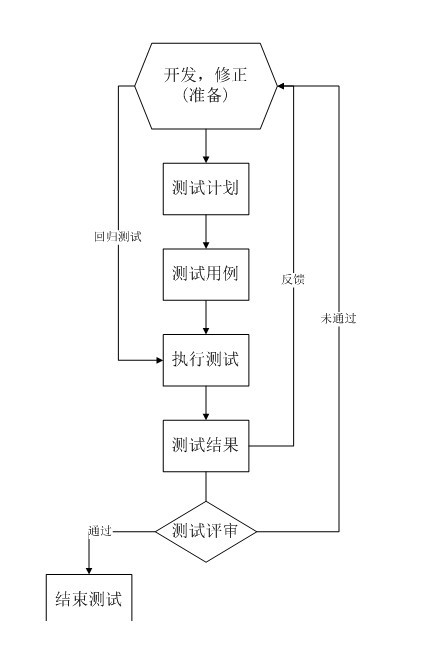 开发，修正
(准备)
测试计划
回归测试
测试用例
反馈
未通过
执行测试
测试结果
测试评审
通过
结束测试